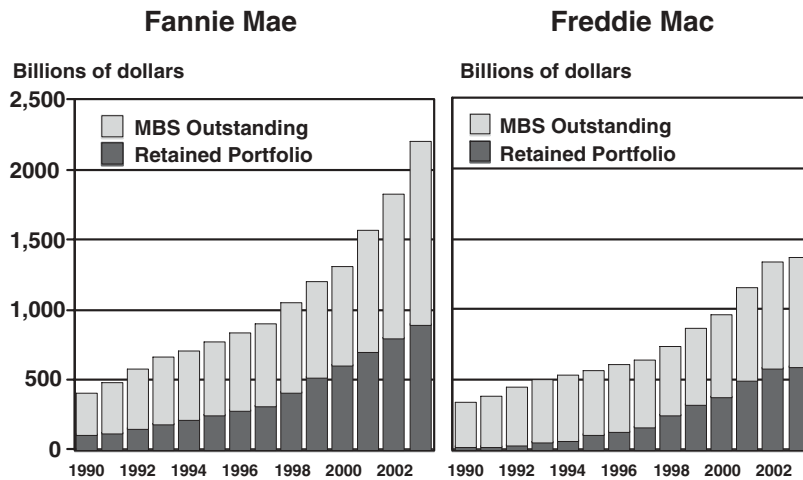 Fannie Mae
Billions of dollars
2,500
2000
1,500
1,000
500
0
MBS Outstanding
Retained Portfolio
1990 1992 1994 1996 1998 2000 2002
Freddie Mac
Billions of dollars
MBS Outstanding
Retained Portfolio
1990 1992 1994 1996 1998 2000 2002